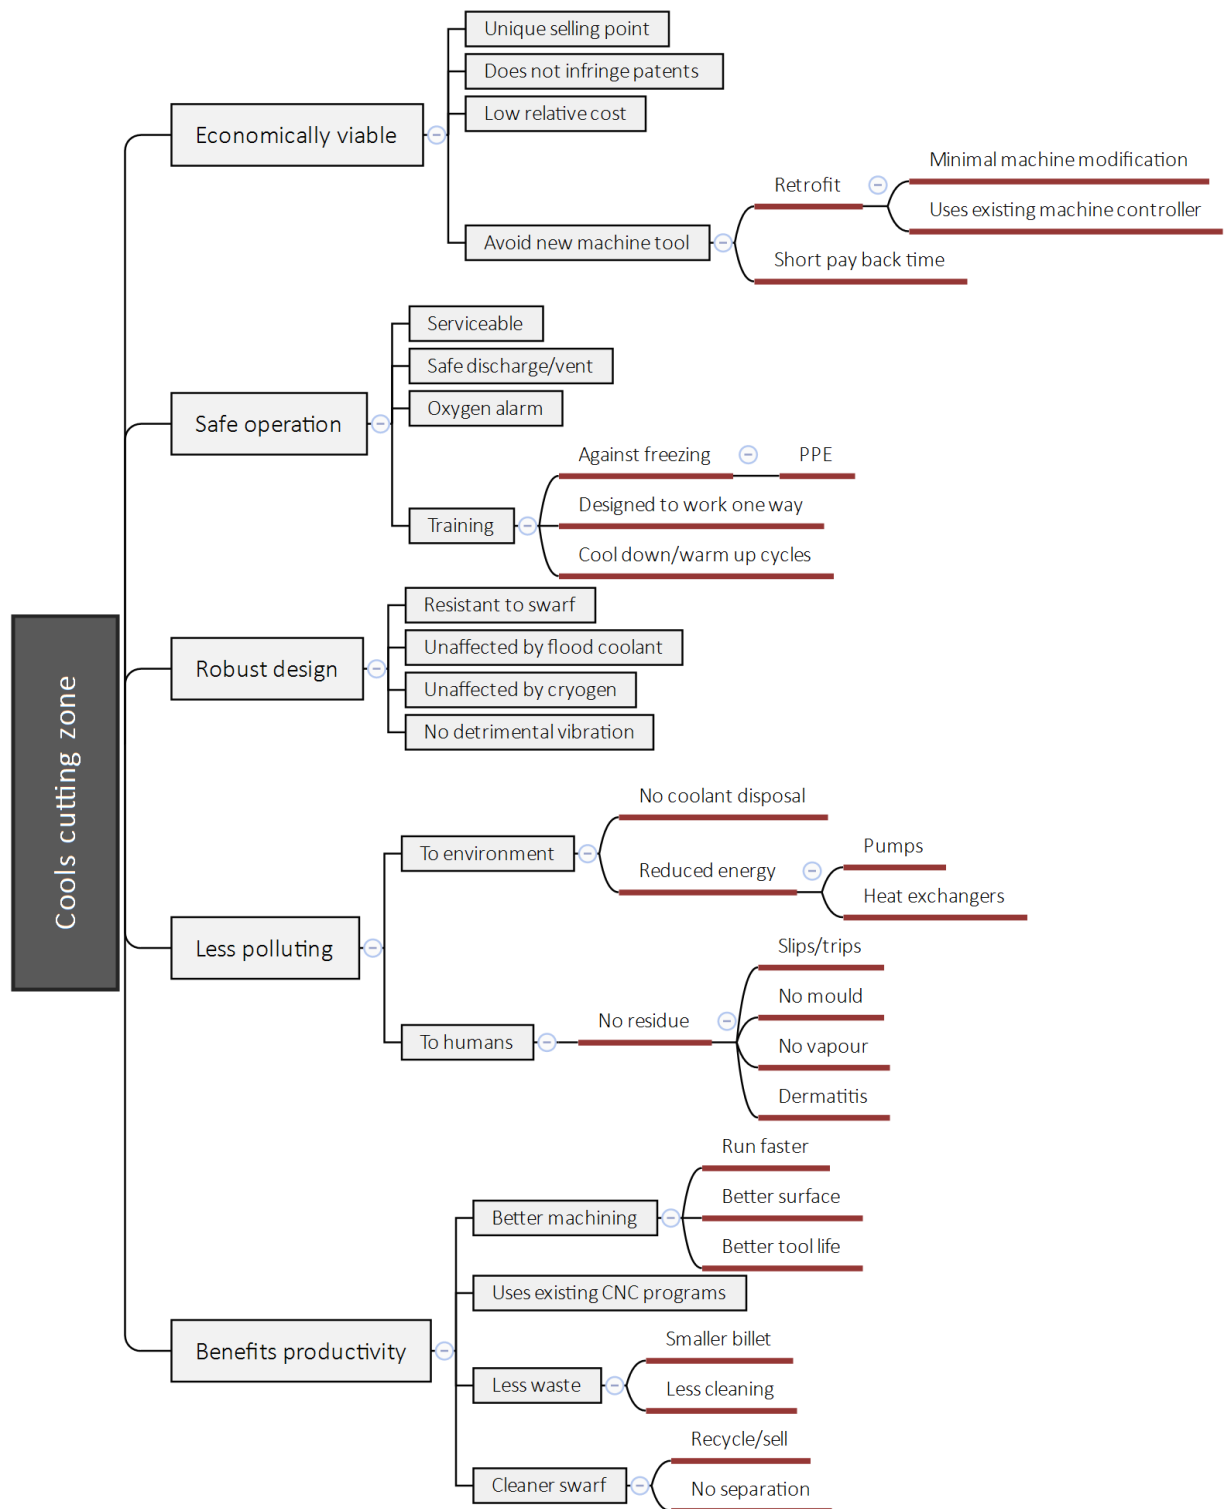 Unique selling point
Does not infringe patents
Low relative cost
Economically viable
Minimal machine modification
Retrofit
Uses existing machine controller
Avoid new machine tool
Short pay back time
Serviceable
Safe discharge/vent
Oxygen alarm
Safe operation
Against freezing
PPE
Designed to work one way
Training
Cool down/warm up cycles
Resistant to swarf
Unaffected by flood coolant
Robust design
Unaffected by cryogen
No detrimental vibration
Cools cutting zone
No coolant disposal
To environment
Pumps
Reduced energy
Heat exchangers
Less polluting
Slips/trips
No mould
No residue
To humans
No vapour
Dermatitis
Run faster
Better surface
Better machining
Better tool life
Uses existing CNC programs
Benefits productivity
Smaller billet
Less waste
Less cleaning
Recycle/sell
Cleaner swarf
No separation